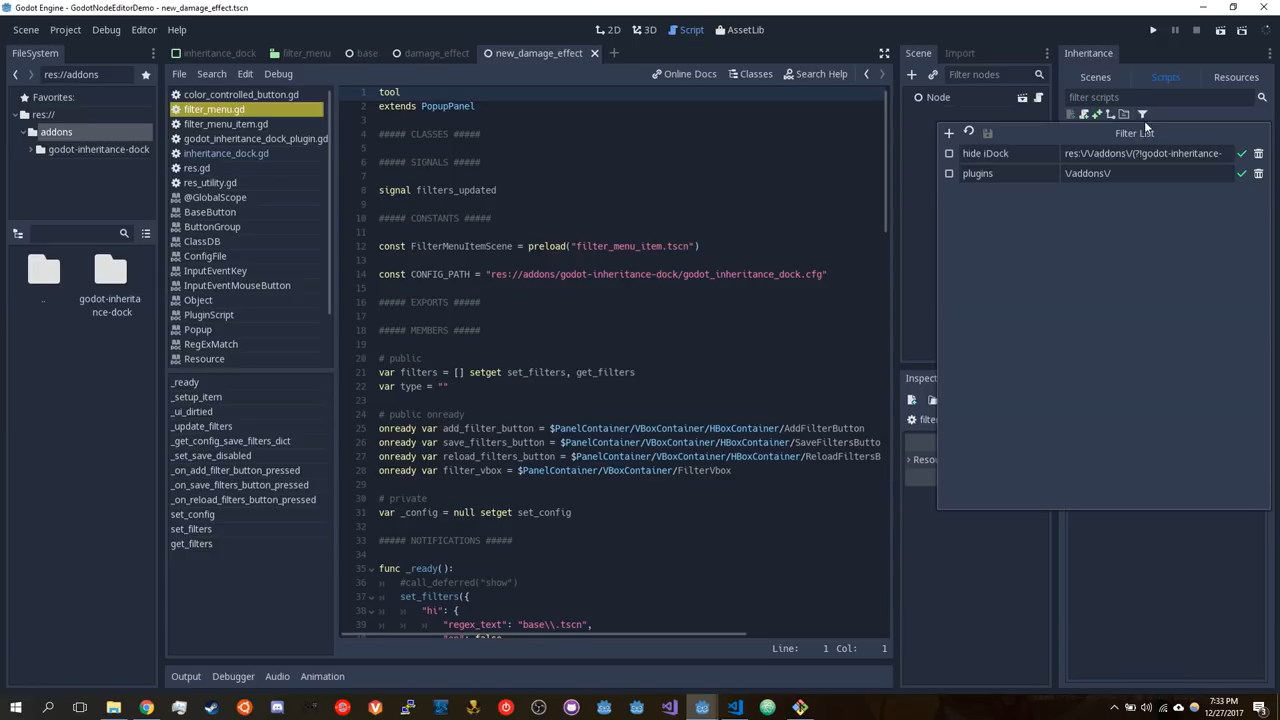 Godot Engine - GodotNodeEditorDemo - new_damage_effect.tscn
Scene Project Debug Editor Help
2D 3D Script AssetLib
FileSystem
inheritance_dock filter_menu base damage_effect new_damage_effect
Scene Import
Inheritance
res://addons
File Search Edit Debug
Online Docs Classes Search Help
Filter nodes
Scenes Scripts Resources
Favorites:
res://
addons
godot-inheritance-dock
..
godot-inherita
nce-dock
color_controlled_button.gd
filter_menu.gd
filter_menu_item.gd
godot_inheritance_dock_plugin.gd
inheritance_dock.gd
res.gd
res_utility.gd
@GlobalScope
BaseButton
ButtonGroup
ClassDB
ConfigFile
InputEventKey
InputEventMouseButton
Object
PluginScript
Popup
RegExMatch
Resource
_ready
_setup_item
_ui_dirtied
_update_filters
_get_config_save_filters_dict
_set_save_disabled
_on_add_filter_button_pressed
_on_save_filters_button_pressed
_on_reload_filters_button_pressed
set_config
set_filters
get_filters
1 tool
2 extends PopupPanel
3
4 ##### CLASSES #####
5
6 ##### SIGNALS #####
7
8 signal filters_updated
9
10 ##### CONSTANTS #####
11
12 const FilterMenuItemScene = preload("filter_menu_item.tscn")
13
14 const CONFIG_PATH = "res://addons/godot-inheritance-dock/godot_inheritance_dock.cfg"
15
16 ##### EXPORTS #####
17
18 ##### MEMBERS #####
19
20 # public
21 var filters = [] setget set_filters, get_filters
22 var type = ""
23
24 # public onready
25 onready var add_filter_button = $PanelContainer/VBoxContainer/HBoxContainer/AddFilterButton
26 onready var save_filters_button = $PanelContainer/VBoxContainer/HBoxContainer/SaveFiltersButto
27 onready var reload_filters_button = $PanelContainer/VBoxContainer/HBoxContainer/ReloadFiltersB
28 onready var filter_vbox = $PanelContainer/VBoxContainer/FilterVbox
29
30 # private
31 var _config = null setget set_config
32
33 ##### NOTIFICATIONS #####
34
35 func _ready():
36 #call_deferred("show")
37 set_filters({
38 "hi": {
39 "regex_text": "base\\.tscn",
Line: 1 Col: 1
Node
Inspect
filter
Resou
filter scripts
Filter List
hide iDock res:\/\/addons\/(?!godot-inheritance-
plugins \/addons\/
Output Debugger Audio Animation
7:33 PM
12/27/2017